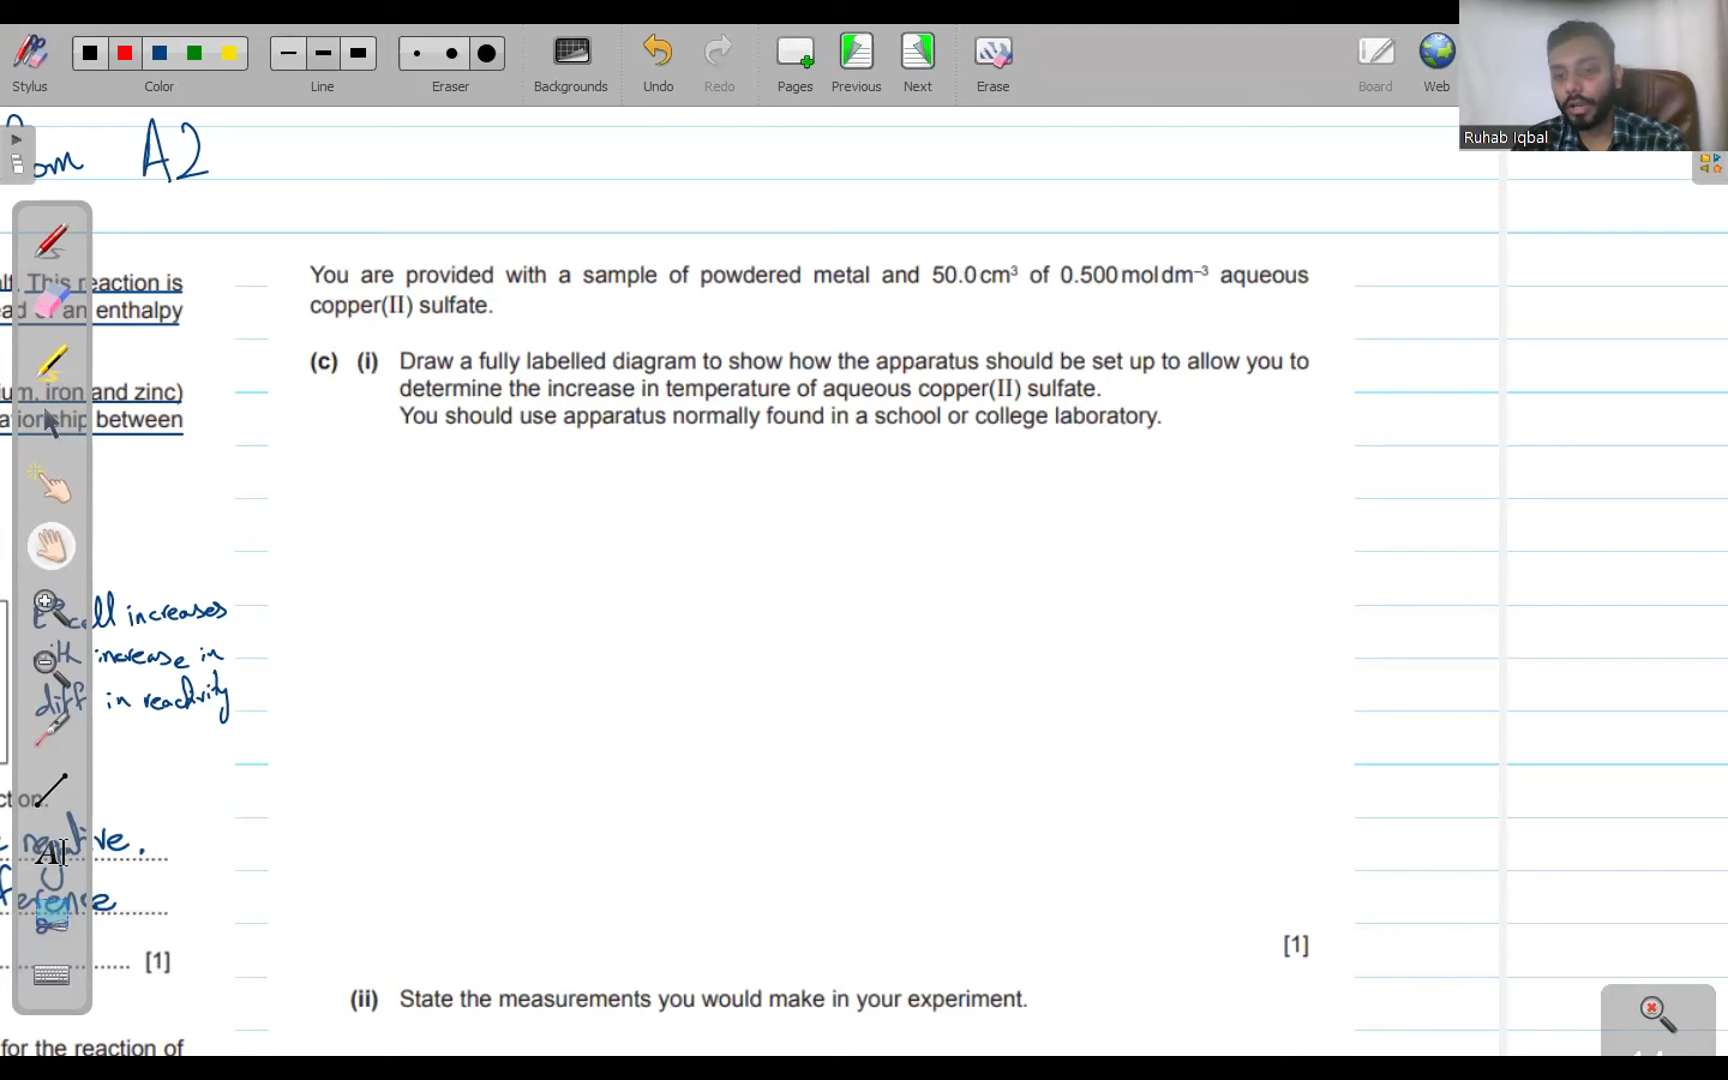 Stylus
Color
Line
Eraser
Backgrounds
Undo
Redo
Pages
Previous
Next
Erase
Board
Web
Ruhab Iqbal
om A2
This reaction is
an enthalpy
iron and zinc)
between
You are provided with a sample of powdered metal and 50.0 cm³ of 0.500 mol dm⁻³ aqueous
copper(II) sulfate.
(c) (i) Draw a fully labelled diagram to show how the apparatus should be set up to allow you to
determine the increase in temperature of aqueous copper(II) sulfate.
You should use apparatus normally found in a school or college laboratory.
increases
increase in
diff in reactivity
negative.
[1]
[1]
(ii) State the measurements you would make in your experiment.
for the reaction of